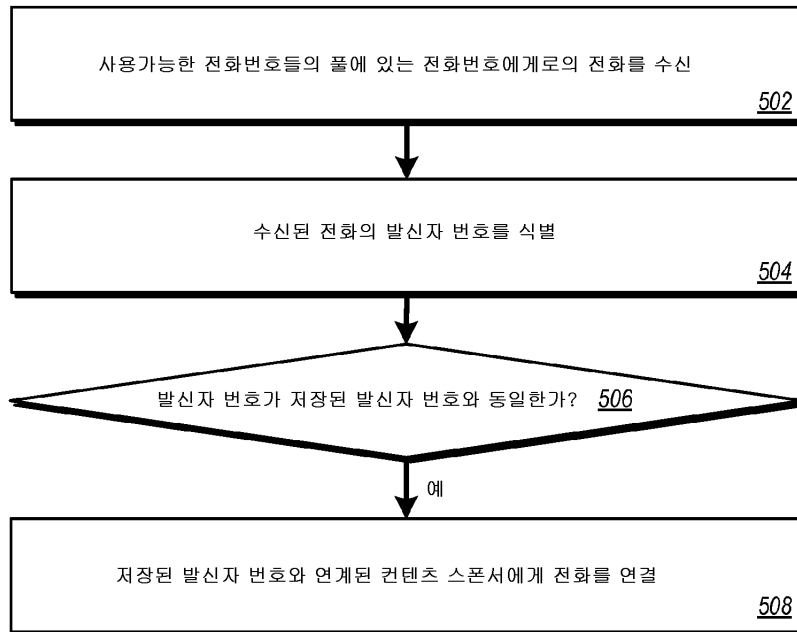 사용가능한 전화번호들의 풀에 있는 전화번호에게로의 전화를 수신
502
수신된 전화의 발신자 번호를 식별
504
발신자 번호가 저장된 발신자 번호와 동일한가? 506
예
저장된 발신자 번호와 연계된 컨텐츠 스폰서에게 전화를 연결
508